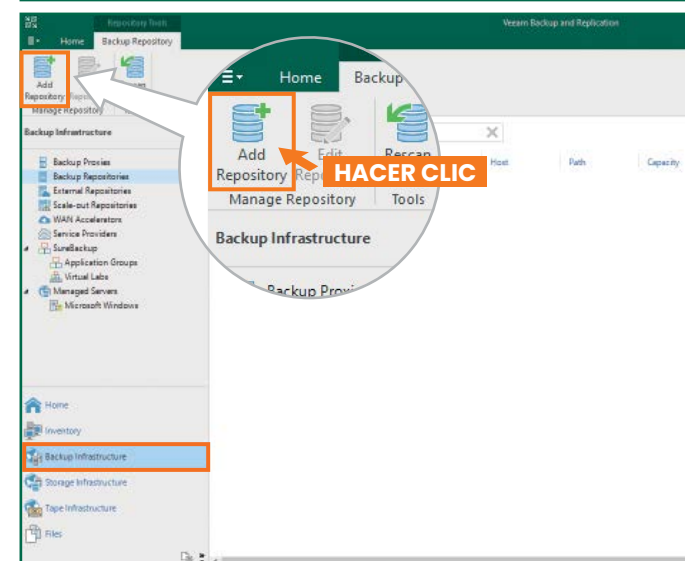 Repository Tools
Veeam Backup and Replication
Home Backup Repository
Add
Repository
Manage Repository
Home Backup
Add Edit Rescan
Repository
HACER CLIC
Manage Repository Tools
Backup Infrastructure
Backup Proxies
Host Path Capacity
Backup Infrastructure
Backup Proxies
Backup Repositories
External Repositories
Scale-out Repositories
WAN Accelerators
Service Providers
SureBackup
Application Groups
Virtual Labs
Managed Servers
Microsoft Windows
Home
Inventory
Backup Infrastructure
Storage Infrastructure
Tape Infrastructure
Files